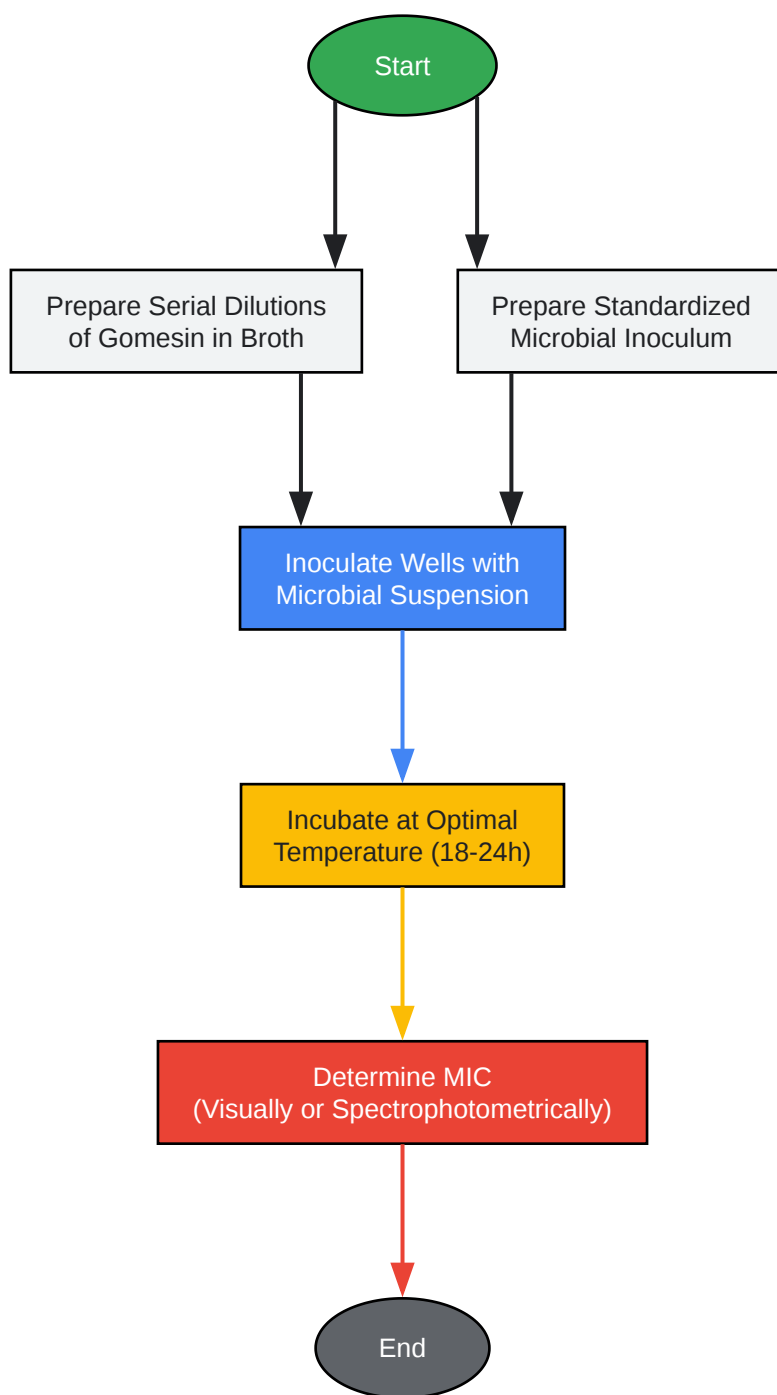 Start
Prepare Serial Dilutions
of Gomesin in Broth
Prepare Standardized
Microbial Inoculum
Inoculate Wells with
Microbial Suspension
Incubate at Optimal
Temperature (18-24h)
Determine MIC
(Visually or Spectrophotometrically)
End